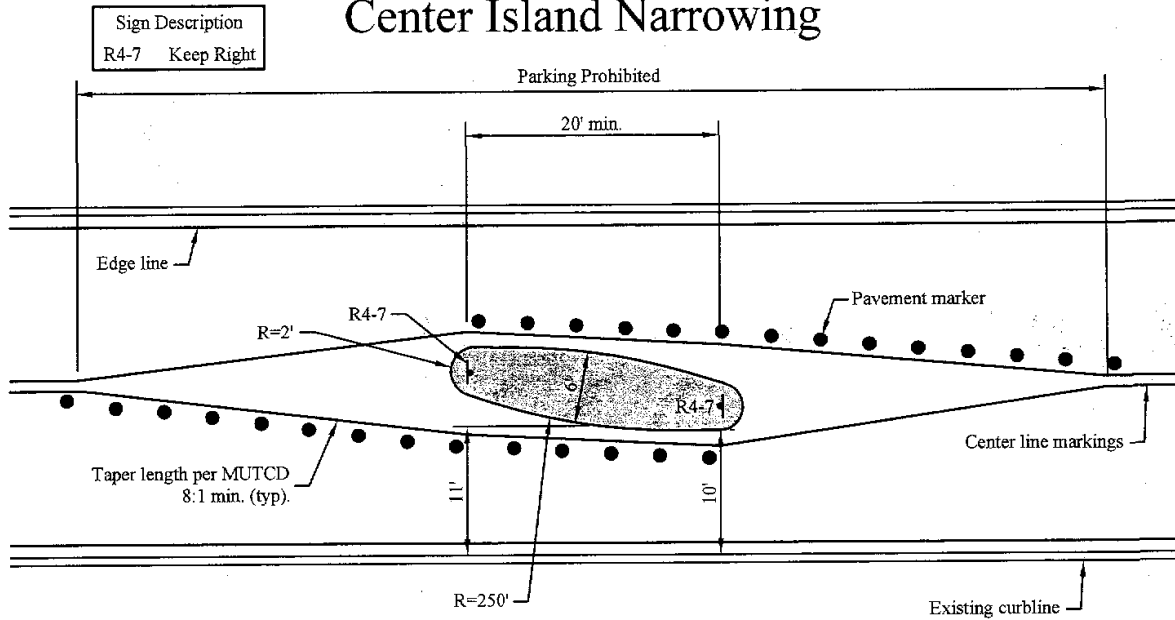 Center Island Narrowing
Sign Description
R4-7 Keep Right
Parking Prohibited
20' min.
Edge line
R4-7
Pavement marker
R=2'
6'
R4-7
Center line markings
Taper length per MUTCD
8:1 min. (typ).
11'
10'
R=250'
Existing curbline